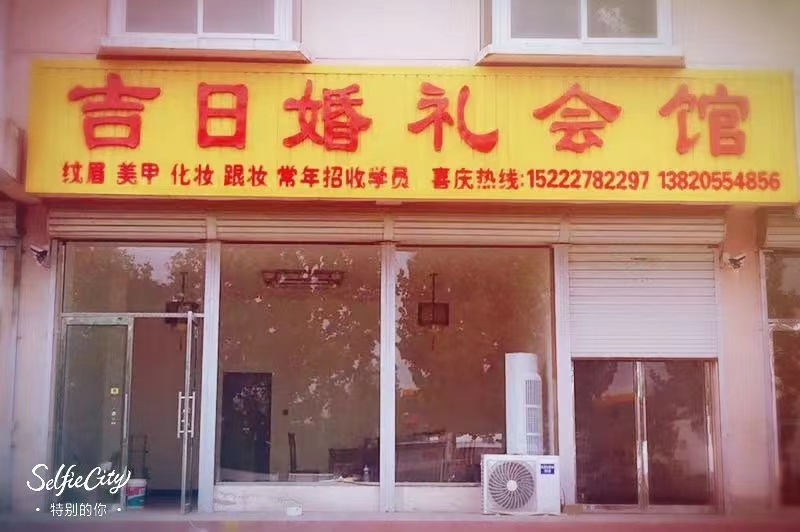 吉日婚礼会馆
纹眉 美甲 化妆 跟妆 常年招收学员 喜庆热线:15222782297 13820554856
SelfieCity
·特别的你·